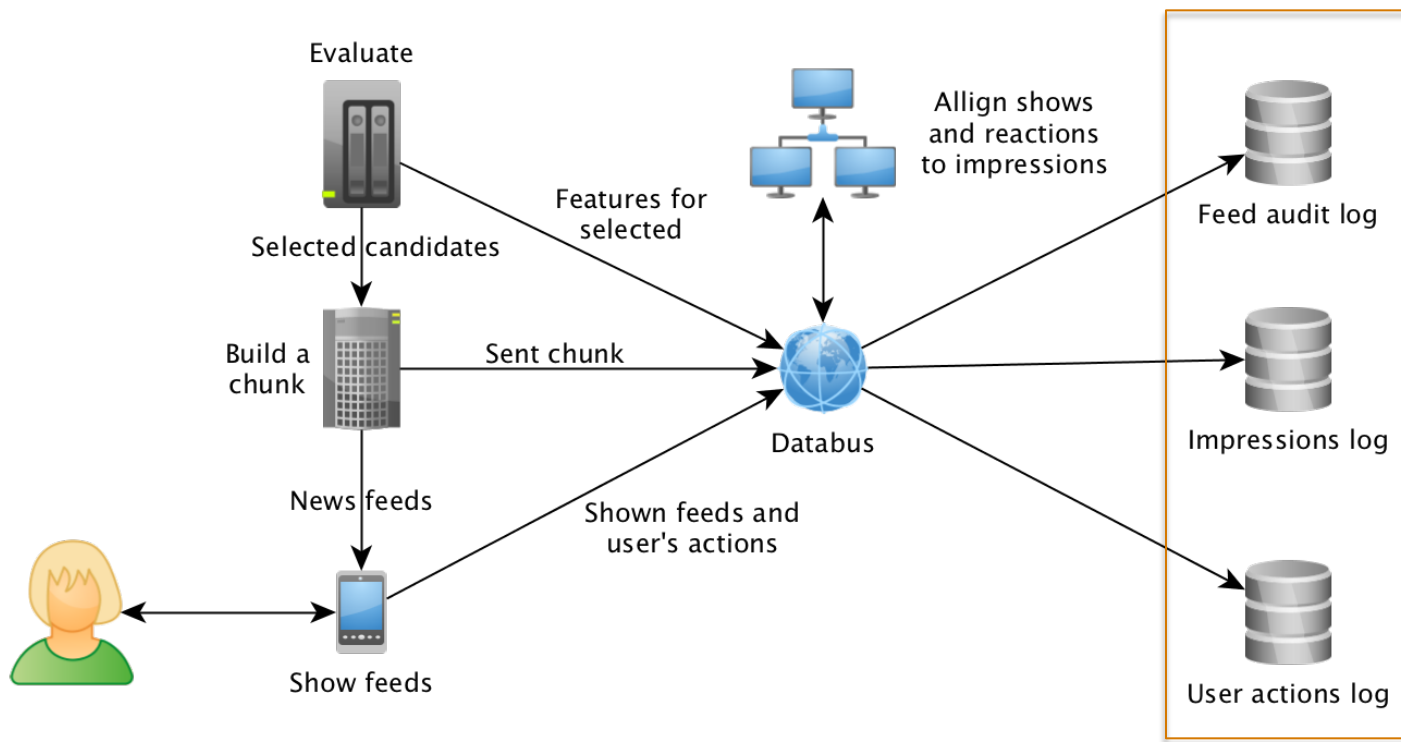 Evaluate
Allign shows
and reactions
to impressions
Features for
selected
Feed audit log
Selected candidates
Build a
chunk
Sent chunk
Databus
Impressions log
News feeds
Shown feeds and
user's actions
Show feeds
User actions log